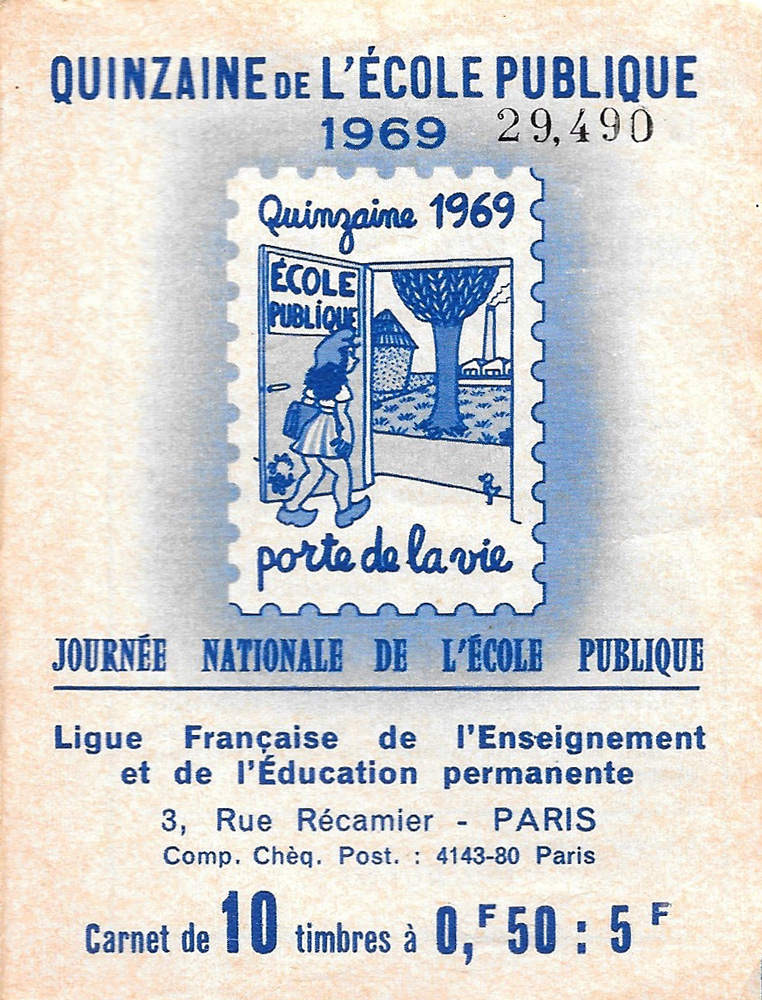 QUINZAINE DE L'ÉCOLE PUBLIQUE
1969 29,490
Quinzaine 1969
ÉCOLE
PUBLIQUE
porte de la vie
JOURNÉE NATIONALE DE L'ÉCOLE PUBLIQUE
Ligue Française de l'Enseignement
et de l'Éducation permanente
3, Rue Récamier - PARIS
Comp. Chèq. Post. : 4143-80 Paris
Carnet de 10 timbres à 0,F 50 : 5 F